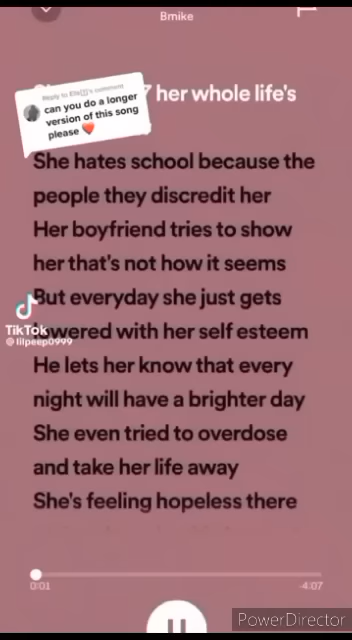 Bmike
7 her whole life's
can you do a longer
version of this song
please ❤️
She hates school because the
people they discredit her
Her boyfriend tries to show
her that's not how it seems
But everyday she just gets
TikTok
wered with her self esteem
@lilpeep0999
He lets her know that every
night will have a brighter day
She even tried to overdose
and take her life away
She's feeling hopeless there
0:01
-4:07
PowerDirector